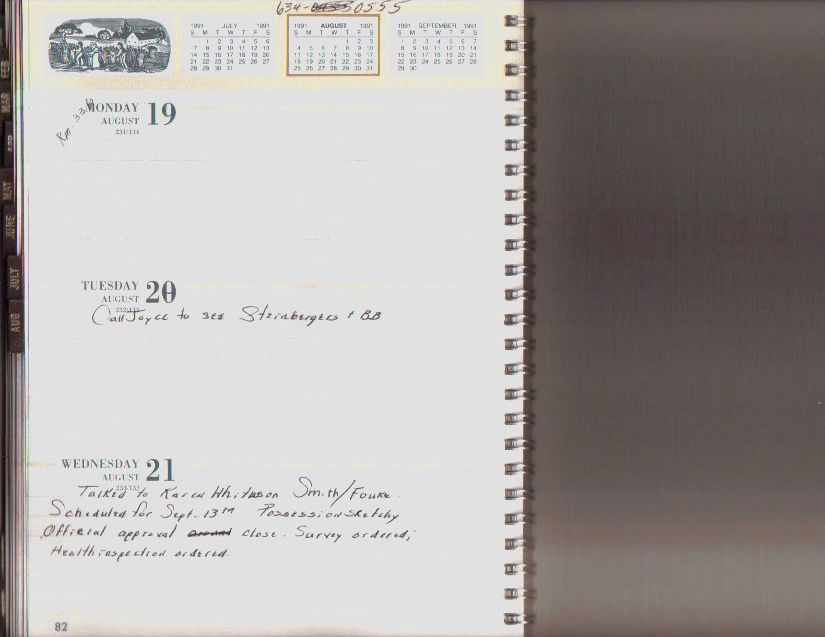 634- 0555
1991 JULY 1991
S M T W T F S
1 2 3 4 5 6
7 8 9 10 11 12 13
14 15 16 17 18 19 20
21 22 23 24 25 26 27
28 29 30 31
1991 AUGUST 1991
S M T W T F S
1 2 3
4 5 6 7 8 9 10
11 12 13 14 15 16 17
18 19 20 21 22 23 24
25 26 27 28 29 30 31
1991 SEPTEMBER 1991
S M T W T F S
1 2 3 4 5 6 7
8 9 10 11 12 13 14
15 16 17 18 19 20 21
22 23 24 25 26 27 28
29 30
FEB
MAR
APR
MAY
JUNE
JULY
AUG
Rm 336
MONDAY 19
AUGUST
231/134
TUESDAY 20
AUGUST
232/133
Call Joyce to see Steinbergers + BB
WEDNESDAY 21
AUGUST
233/132
Talked to Karen Whitmson Smith/Fouke
Scheduled for Sept. 13th Possession sketchy
Official approval around close. Survey ordered;
Health inspection ordered.
82